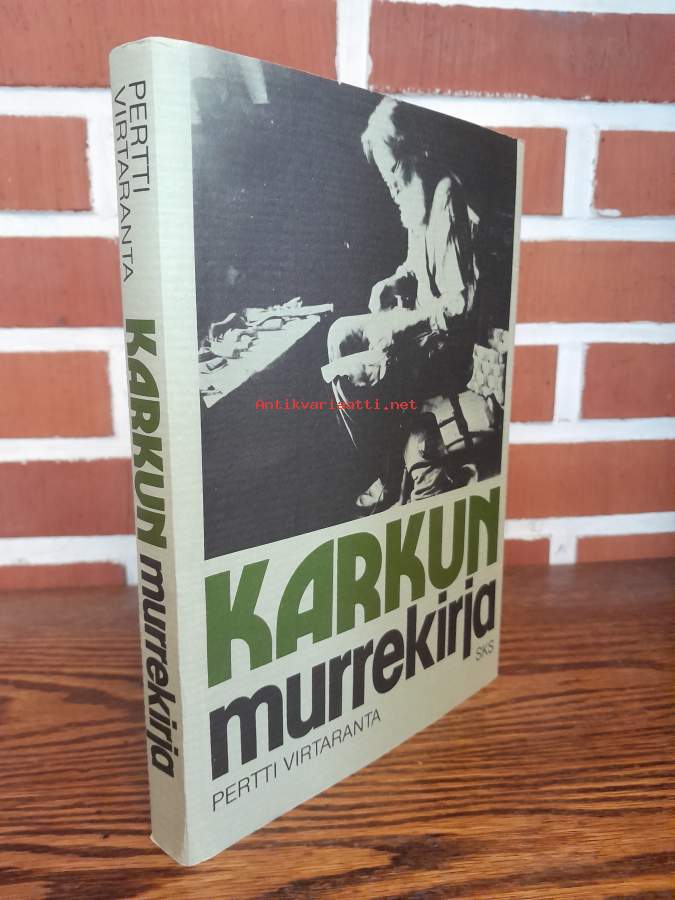 PERTTI
VIRTARANTA
KARKUN murrekirja
Antikvariaatti.net
KARKUN
murrekirja
SKS
PERTTI VIRTARANTA